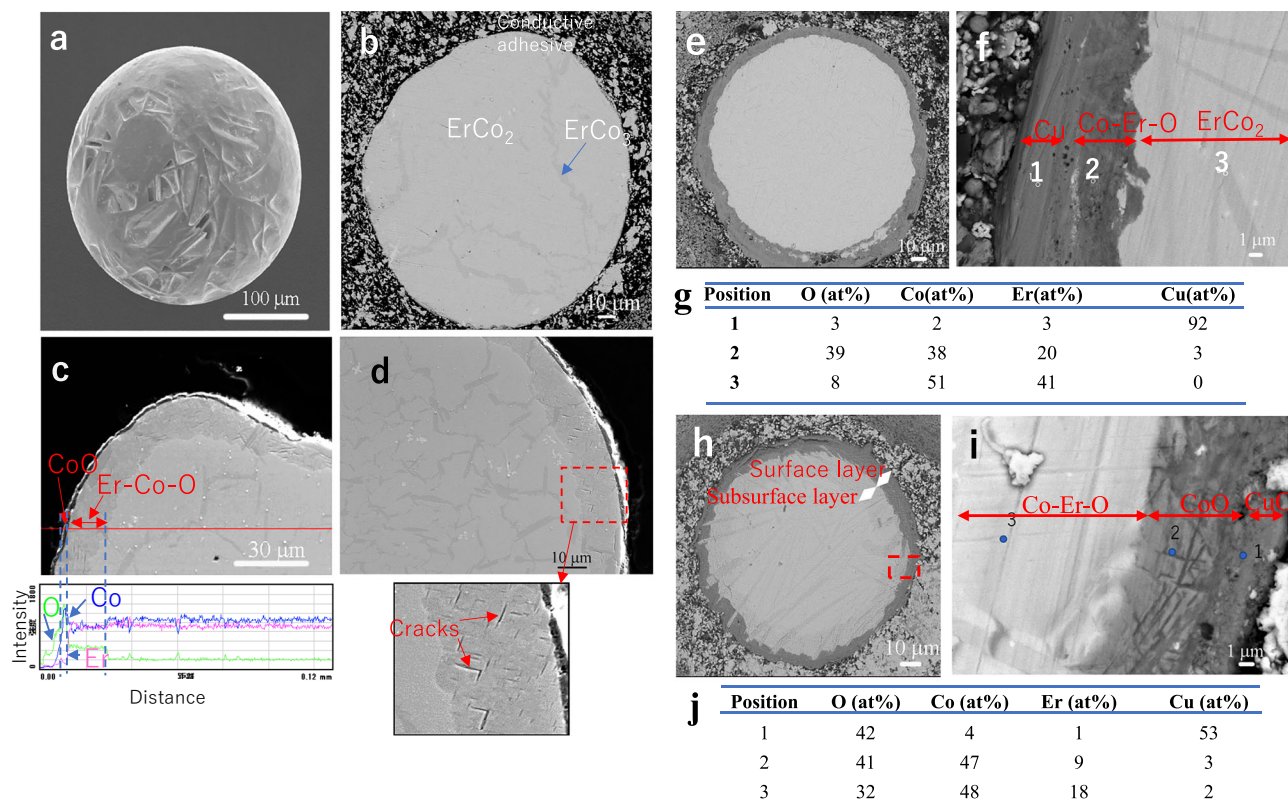 a
100 μm
b
Conductive
adhesive
ErCo2
ErCo3
10 μm
c
CoO
Er-Co-O
30 μm
d
10 μm
Cracks
Intensity
1800
0
O
Co
Er
0.00
0.12 mm
Distance
e
10 μm
f
Cu
Co-Er-O
ErCo2
1
2
3
1 μm
g
Position O (at%) Co(at%) Er(at%) Cu(at%)
1 3 2 3 92
2 39 38 20 3
3 8 51 41 0
h
Surface layer
Subsurface layer
10 μm
i
Co-Er-O
CoO
3
2
1
1 μm
j
Position O (at%) Co (at%) Er (at%) Cu (at%)
1 42 4 1 53
2 41 47 9 3
3 32 48 18 2